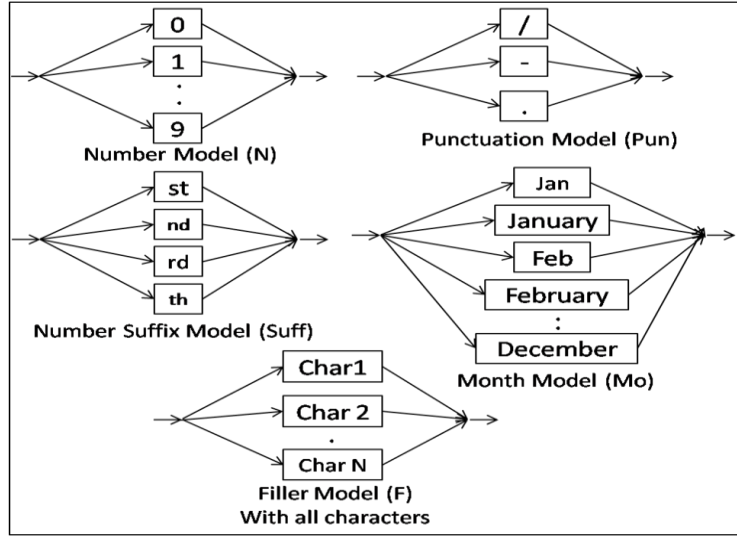 0
1
:
9
Number Model (N)
/
-
.
Punctuation Model (Pun)
st
nd
rd
th
Number Suffix Model (Suff)
Jan
January
Feb
February
:
December
Month Model (Mo)
Char1
Char 2
.
Char N
Filler Model (F)
With all characters